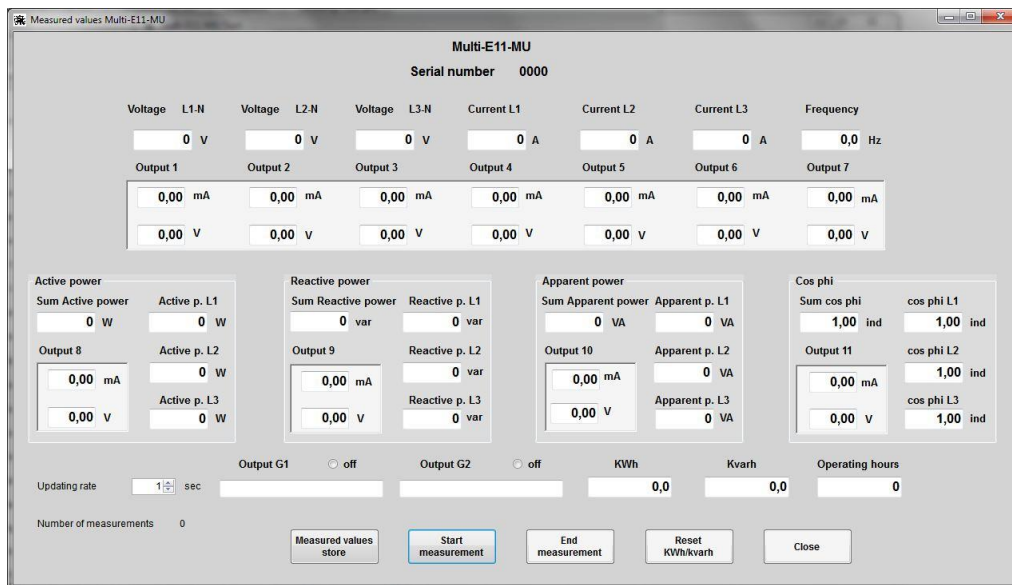 Measured values Multi-E11-MU
Multi-E11-MU
Serial number 0000
Voltage L1-N Voltage L2-N Voltage L3-N Current L1 Current L2 Current L3 Frequency
0 V 0 V 0 V 0 A 0 A 0 A 0,0 Hz
Output 1 Output 2 Output 3 Output 4 Output 5 Output 6 Output 7
0,00 mA 0,00 mA 0,00 mA 0,00 mA 0,00 mA 0,00 mA 0,00 mA
0,00 V 0,00 V 0,00 V 0,00 V 0,00 V 0,00 V 0,00 V
Active power
Sum Active power Active p. L1
0 W 0 W
Output 8 Active p. L2
0,00 mA 0 W
Active p. L3
0,00 V 0 W
Reactive power
Sum Reactive power Reactive p. L1
0 var 0 var
Output 9 Reactive p. L2
0,00 mA 0 var
Reactive p. L3
0,00 V 0 var
Apparent power
Sum Apparent power Apparent p. L1
0 VA 0 VA
Output 10 Apparent p. L2
0,00 mA 0 VA
Apparent p. L3
0,00 V 0 VA
Cos phi
Sum cos phi cos phi L1
1,00 ind 1,00 ind
Output 11 cos phi L2
0,00 mA 1,00 ind
cos phi L3
0,00 V 1,00 ind
Output G1 off Output G2 off KWh Kvarh Operating hours
Updating rate 1 sec 0,0 0,0 0
Number of measurements 0
Measured values store
Start measurement
End measurement
Reset KWh/kvarh
Close